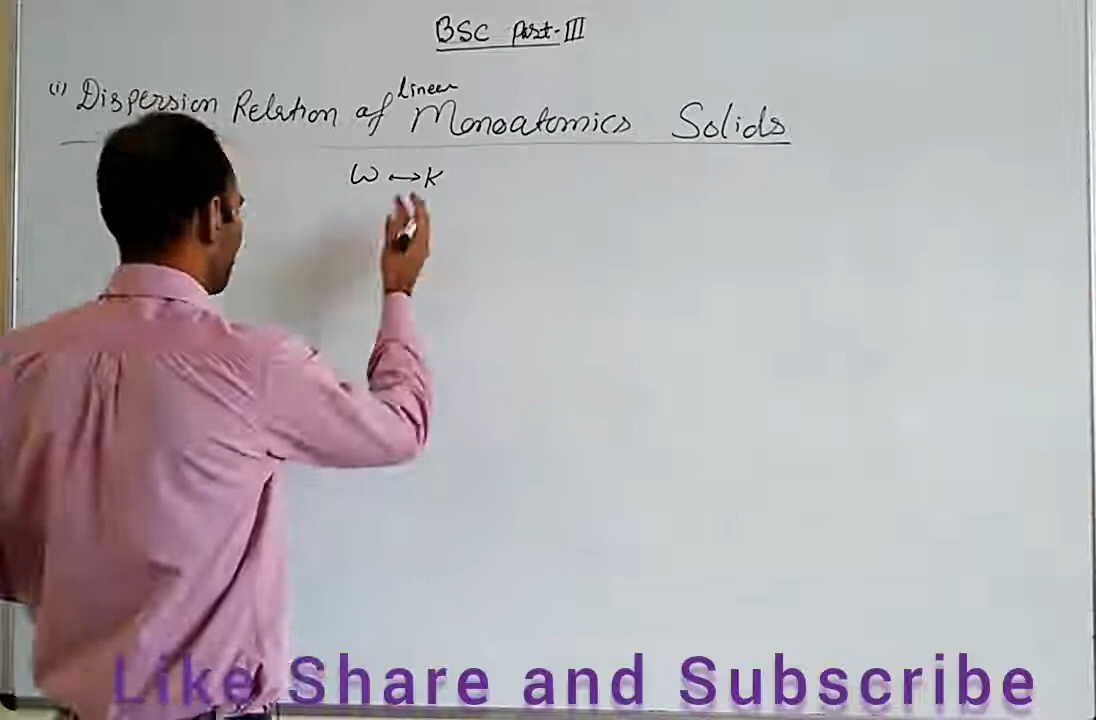 BSC Part-III
(i) Dispersion Relation of linear Monoatomics Solids
ω ↔ K
Like Share and Subscribe